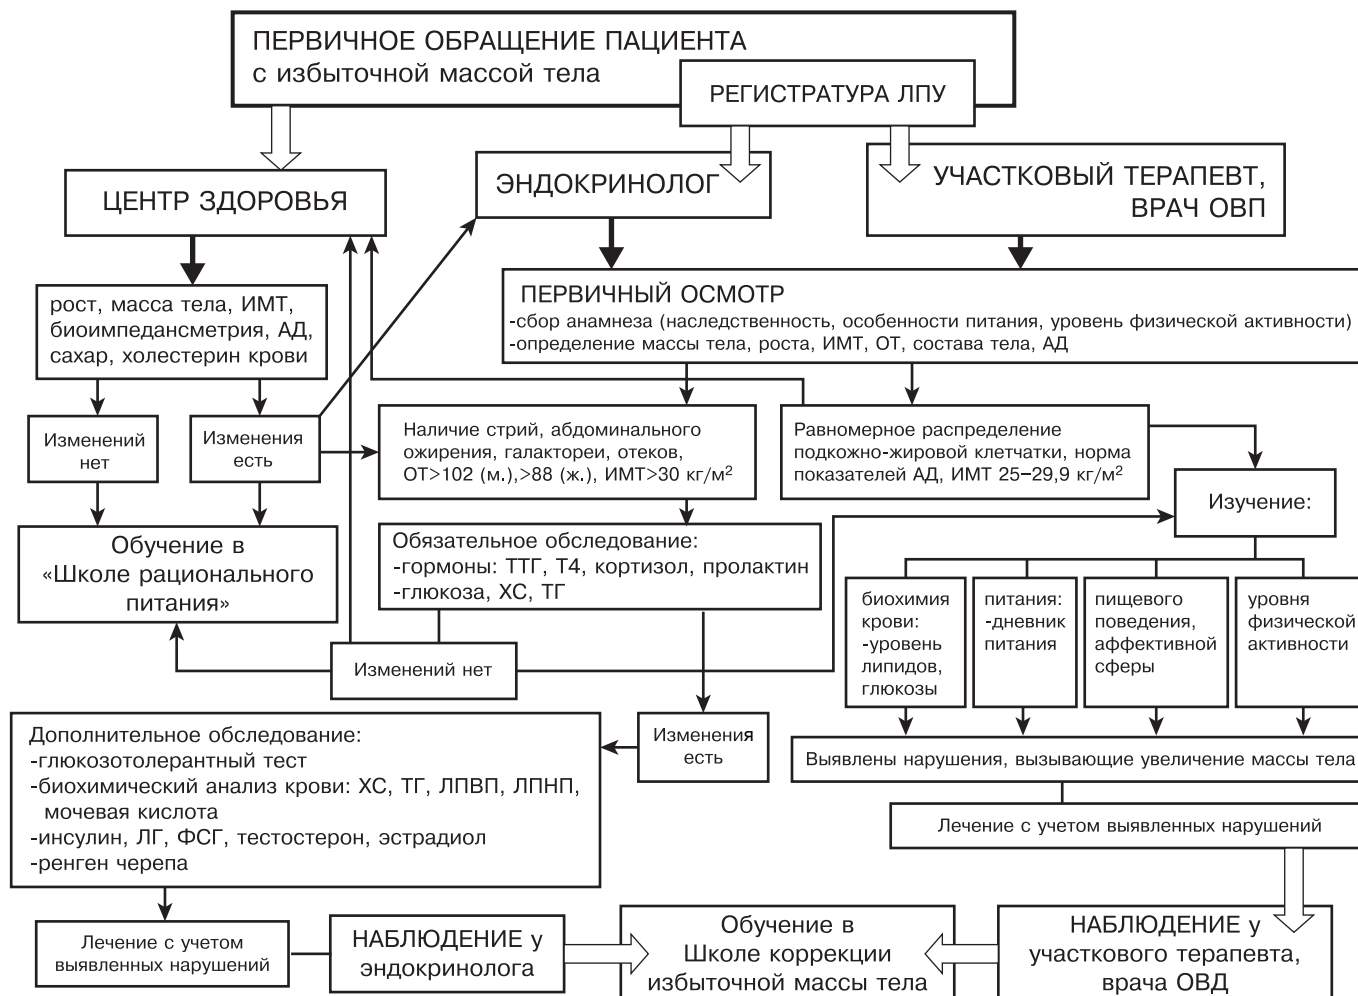 ПЕРВИЧНОЕ ОБРАЩЕНИЕ ПАЦИЕНТА
с избыточной массой тела
РЕГИСТРАТУРА ЛПУ
ЦЕНТР ЗДОРОВЬЯ
ЭНДОКРИНОЛОГ
УЧАСТКОВЫЙ ТЕРАПЕВТ,
ВРАЧ ОВП
рост, масса тела, ИМТ,
биоимпедансметрия, АД,
сахар, холестерин крови
ПЕРВИЧНЫЙ ОСМОТР
-сбор анамнеза (наследственность, особенности питания, уровень физической активности)
-определение массы тела, роста, ИМТ, ОТ, состава тела, АД
Изменений
нет
Изменения
есть
Наличие стрий, абдоминального
ожирения, галактореи, отеков,
ОТ>102 (м.),>88 (ж.), ИМТ>30 кг/м²
Равномерное распределение
подкожно-жировой клетчатки, норма
показателей АД, ИМТ 25–29,9 кг/м²
Изучение:
Обучение в
«Школе рационального
питания»
Обязательное обследование:
-гормоны: ТТГ, Т4, кортизол, пролактин
-глюкоза, ХС, ТГ
биохимия
крови:
-уровень
липидов,
глюкозы
питания:
-дневник
питания
пищевого
поведения,
аффективной
сферы
уровня
физической
активности
Изменений нет
Изменения
есть
Дополнительное обследование:
-глюкозотолерантный тест
-биохимический анализ крови: ХС, ТГ, ЛПВП, ЛПНП,
мочевая кислота
-инсулин, ЛГ, ФСГ, тестостерон, эстрадиол
-ренген черепа
Выявлены нарушения, вызывающие увеличение массы тела
Лечение с учетом выявленных нарушений
Лечение с учетом
выявленных нарушений
НАБЛЮДЕНИЕ у
эндокринолога
Обучение в
Школе коррекции
избыточной массы тела
НАБЛЮДЕНИЕ у
участкового терапевта,
врача ОВД